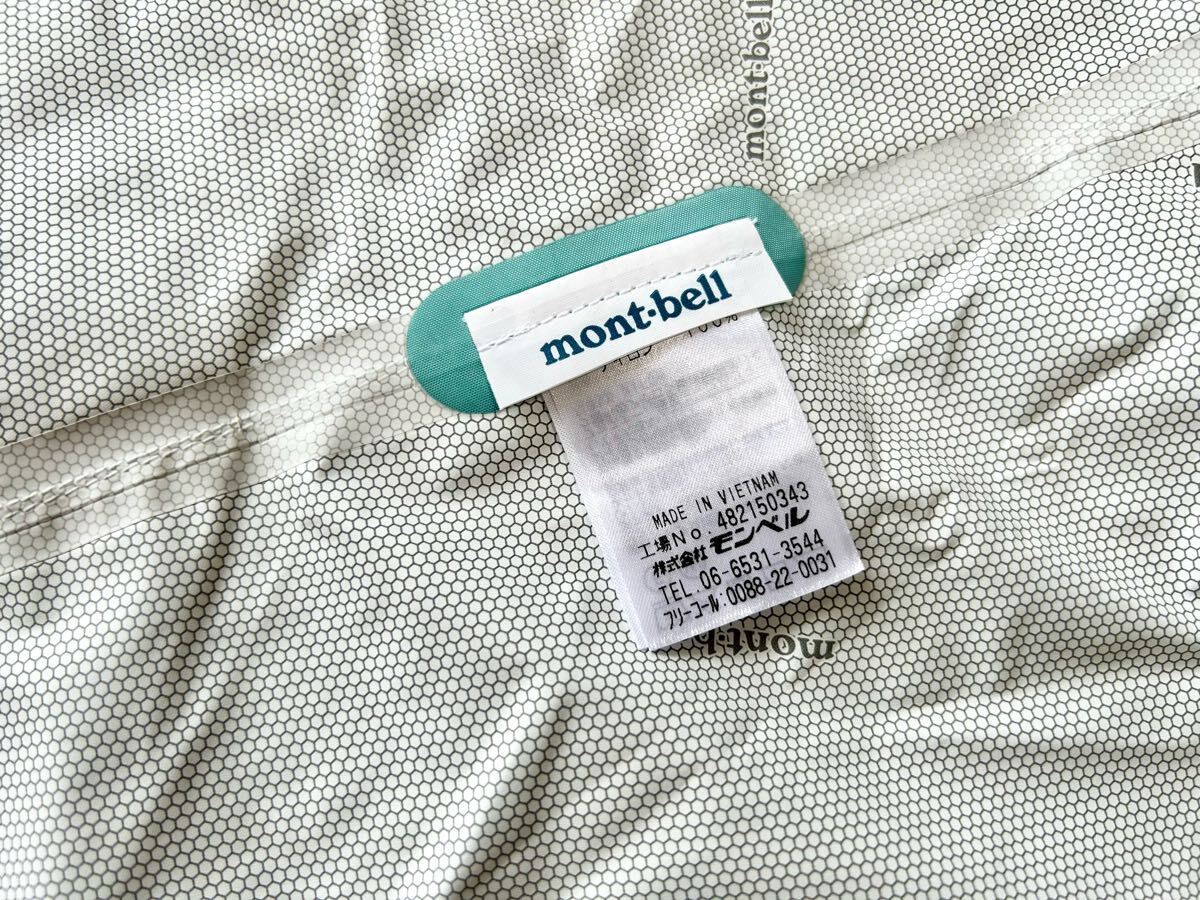 mont-bell
mont-bell
100%
MADE IN VIETNAM
工場No. 482150343
株式会社 モンベル
TEL.06-6531-3544
フリーコール:0088-22-0031
mont-b